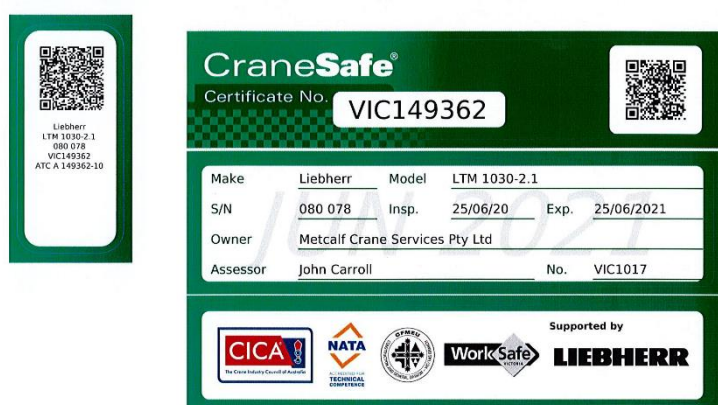 Liebherr
LTM 1030-2.1
080 078
VIC149362
ATC A 149362-10
CraneSafe®
Certificate No. VIC149362
JUN 2021
Make Liebherr Model LTM 1030-2.1
S/N 080 078 Insp. 25/06/20 Exp. 25/06/2021
Owner Metcalf Crane Services Pty Ltd
Assessor John Carroll No. VIC1017
Supported by
CICA
The Crane Industry Council of Australia
NATA
ACCREDITED FOR
TECHNICAL
COMPETENCE
CFMEU
WorkSafe
VICTORIA
LIEBHERR